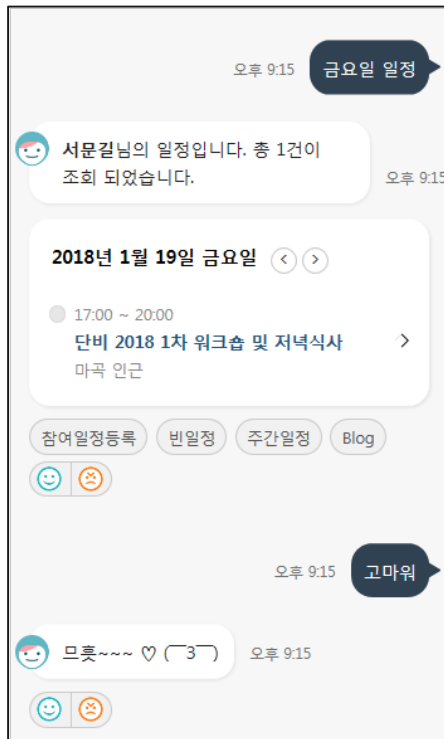 오후 9:15 금요일 일정
서문길님의 일정입니다. 총 1건이
조회 되었습니다.
오후 9:15
2018년 1월 19일 금요일 < >
17:00 ~ 20:00
단비 2018 1차 워크숍 및 저녁식사 >
마곡 인근
참여일정등록 빈일정 주간일정 Blog
오후 9:15 고마워
므흣~~~ ♡ (￣3￣) 오후 9:15